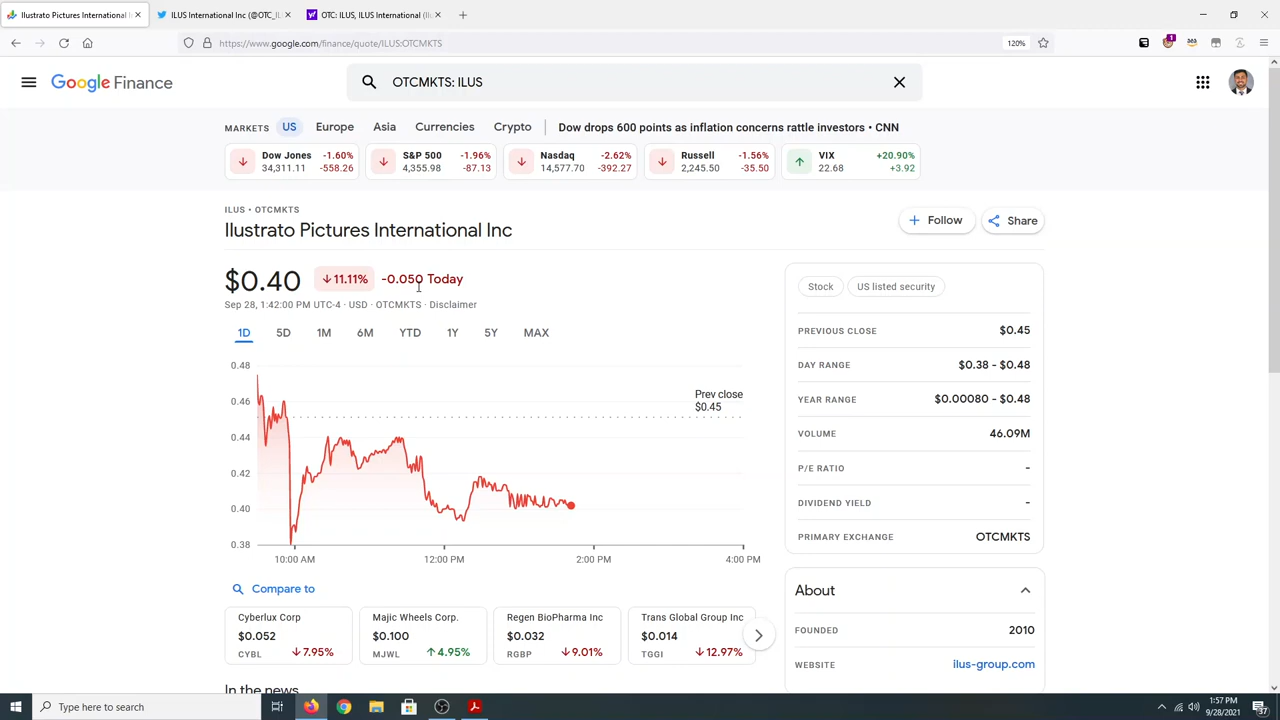 Ilustrato Pictures International I
ILUS International Inc (@OTC_IL
OTC: ILUS, ILUS International (Ilu
https://www.google.com/finance/quote/ILUS:OTCMKTS
120%
1
Google Finance
OTCMKTS: ILUS
MARKETS US Europe Asia Currencies Crypto Dow drops 600 points as inflation concerns rattle investors • CNN
Dow Jones -1.60%
34,311.11 -558.26
S&P 500 -1.96%
4,355.98 -87.13
Nasdaq -2.62%
14,577.70 -392.27
Russell -1.56%
2,245.50 -35.50
VIX +20.90%
22.68 +3.92
ILUS • OTCMKTS
Ilustrato Pictures International Inc
Follow
Share
$0.40 11.11% -0.050 Today
Sep 28, 1:42:00 PM UTC-4 · USD · OTCMKTS · Disclaimer
1D 5D 1M 6M YTD 1Y 5Y MAX
0.48
0.46
0.44
0.42
0.40
0.38
Prev close
$0.45
10:00 AM 12:00 PM 2:00 PM 4:00 PM
Stock US listed security
PREVIOUS CLOSE $0.45
DAY RANGE $0.38 - $0.48
YEAR RANGE $0.00080 - $0.48
VOLUME 46.09M
P/E RATIO -
DIVIDEND YIELD -
PRIMARY EXCHANGE OTCMKTS
Compare to
Cyberlux Corp
$0.052
CYBL 7.95%
Majic Wheels Corp.
$0.100
MJWL 4.95%
Regen BioPharma Inc
$0.032
RGBP 9.01%
Trans Global Group Inc
$0.014
TGGI 12.97%
About
FOUNDED 2010
WEBSITE ilus-group.com
In the news
Type here to search
1:57 PM
9/28/2021
37